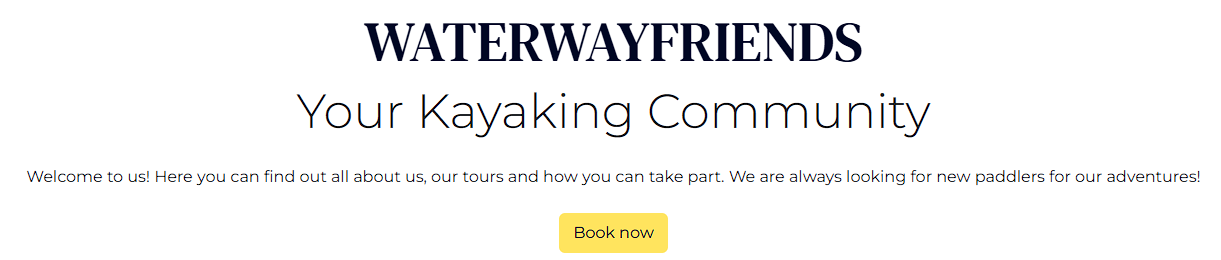 WATERWAYFRIENDS
Your Kayaking Community
Welcome to us! Here you can find out all about us, our tours and how you can take part. We are always looking for new paddlers for our adventures!
Book now